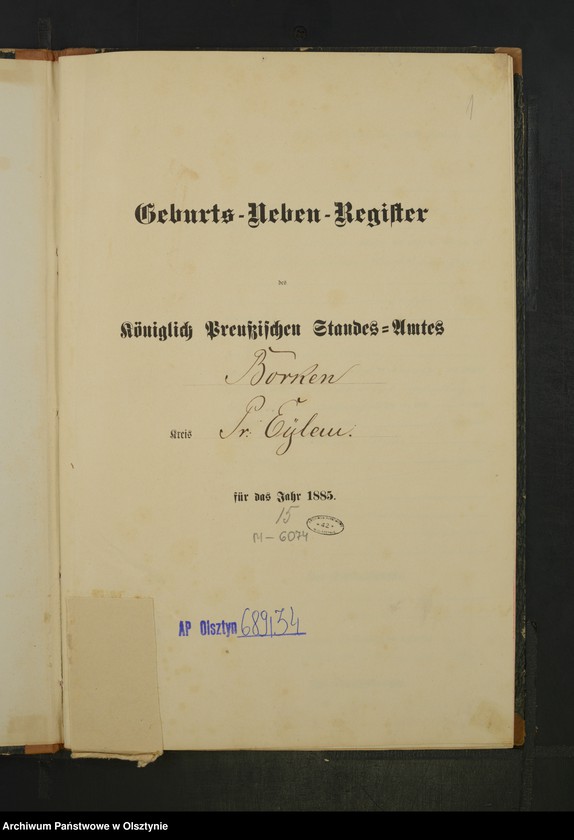 1
Geburts-Neben-Register
des
Königlich Preußischen Standes-Amtes
Borken
Kreis Pr. Eylau.
für das Jahr 1885.
15
M-6074
42
AP Olsztyn 689/34
Archiwum Państwowe w Olsztynie